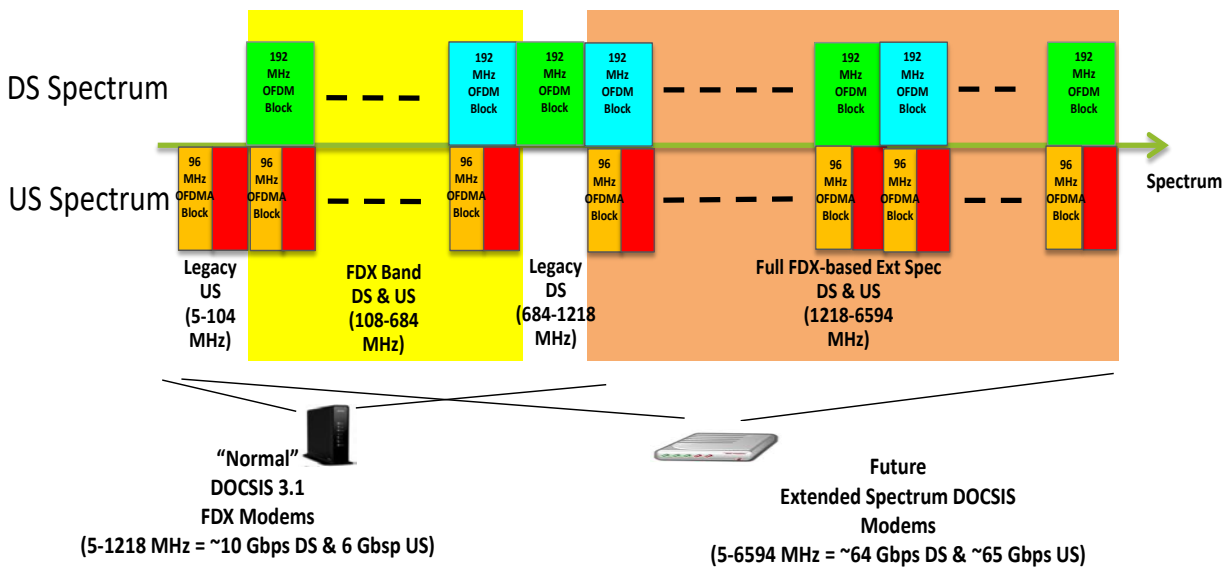 DS Spectrum
192
MHz
OFDM
Block
192
MHz
OFDM
Block
192
MHz
OFDM
Block
192
MHz
OFDM
Block
192
MHz
OFDM
Block
192
MHz
OFDM
Block
192
MHz
OFDM
Block
Spectrum
US Spectrum
96
MHz
OFDMA
Block
96
MHz
OFDMA
Block
96
MHz
OFDMA
Block
96
MHz
OFDMA
Block
96
MHz
OFDMA
Block
96
MHz
OFDMA
Block
96
MHz
OFDMA
Block
Legacy
US
(5-104
MHz)
FDX Band
DS & US
(108-684
MHz)
Legacy
DS
(684-1218
MHz)
Full FDX-based Ext Spec
DS & US
(1218-6594
MHz)
“Normal”
DOCSIS 3.1
FDX Modems
(5-1218 MHz = ~10 Gbps DS & 6 Gbsp US)
Future
Extended Spectrum DOCSIS
Modems
(5-6594 MHz = ~64 Gbps DS & ~65 Gbps US)